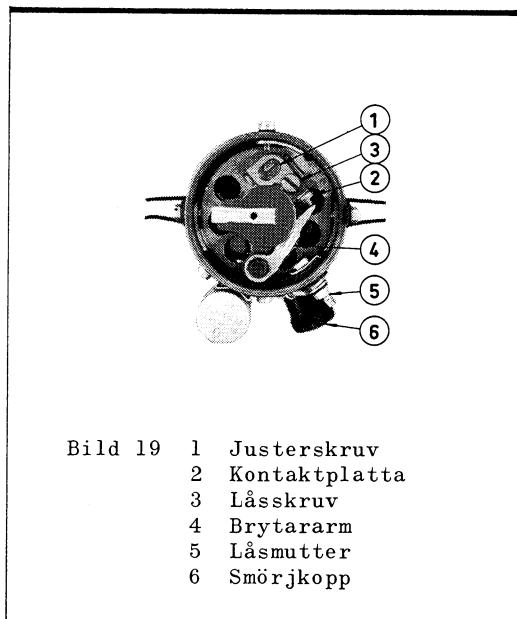 1
3
2
4
5
6
Bild 19 1 Justerskruv
2 Kontaktplatta
3 Låsskruv
4 Brytararm
5 Låsmutter
6 Smörjkopp